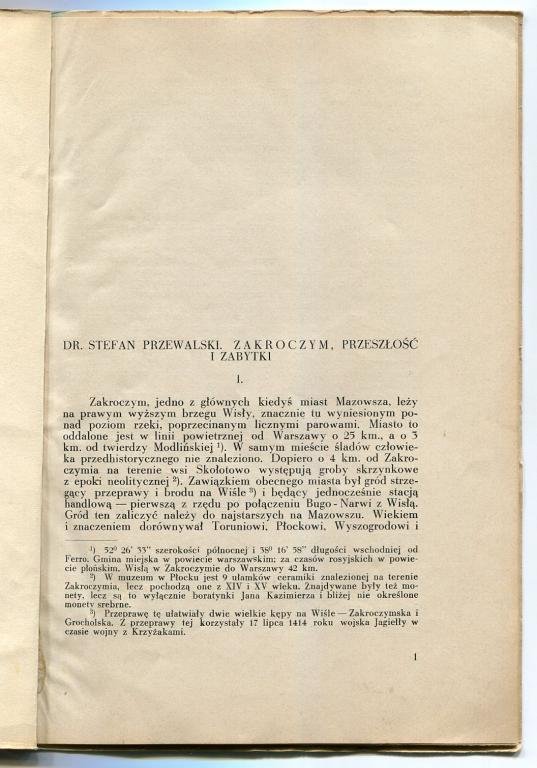 DR. STEFAN PRZEWALSKI. ZAKROCZYM, PRZESZŁOŚĆ
I ZABYTKI
1.
Zakroczym, jedno z głównych kiedyś miast Mazowsza, leży
na prawym wyższym brzegu Wisły, znacznie tu wyniesionym po-
nad poziom rzeki, poprzecinanym licznymi parowami. Miasto to
oddalone jest w linii powietrznej od Warszawy o 25 km., a o 3
km. od twierdzy Modlińskiej ¹). W samym mieście śladów człowie-
ka przedhistorycznego nie znaleziono. Dopiero o 4 km. od Zakro-
czymia na terenie wsi Skołotowo występują groby skrzynkowe
z epoki neolitycznej ²). Zawiązkiem obecnego miasta był gród strze-
gący przeprawy i brodu na Wiśle ³) i będący jednocześnie stacją
handlową — pierwszą z rzędu po połączeniu Bugo-Narwi z Wisłą.
Gród ten zaliczyć należy do najstarszych na Mazowszu. Wiekiem
i znaczeniem dorównywał Toruniowi, Płockowi, Wyszogrodowi i
¹) 52⁰ 26' 33" szerokości północnej i 38⁰ 16' 58" długości wschodniej od
Ferro. Gmina miejska w powiecie warszawskim; za czasów rosyjskich w powie-
cie płońskim. Wisłą w Zakroczymie do Warszawy 42 km.
²) W muzeum w Płocku jest 9 ułamków ceramiki znalezionej na terenie
Zakroczymia, lecz pochodzą one z XIV i XV wieku. Znajdywane były też mo-
nety, lecz są to wyłącznie boratynki Jana Kazimierza i bliżej nie określone
monety srebrne.
³) Przeprawę tę ułatwiały dwie wielkie kępy na Wiśle — Zakroczymska i
Grocholska. Z przeprawy tej korzystały 17 lipca 1414 roku wojska Jagiełły w
czasie wojny z Krzyżakami.
1